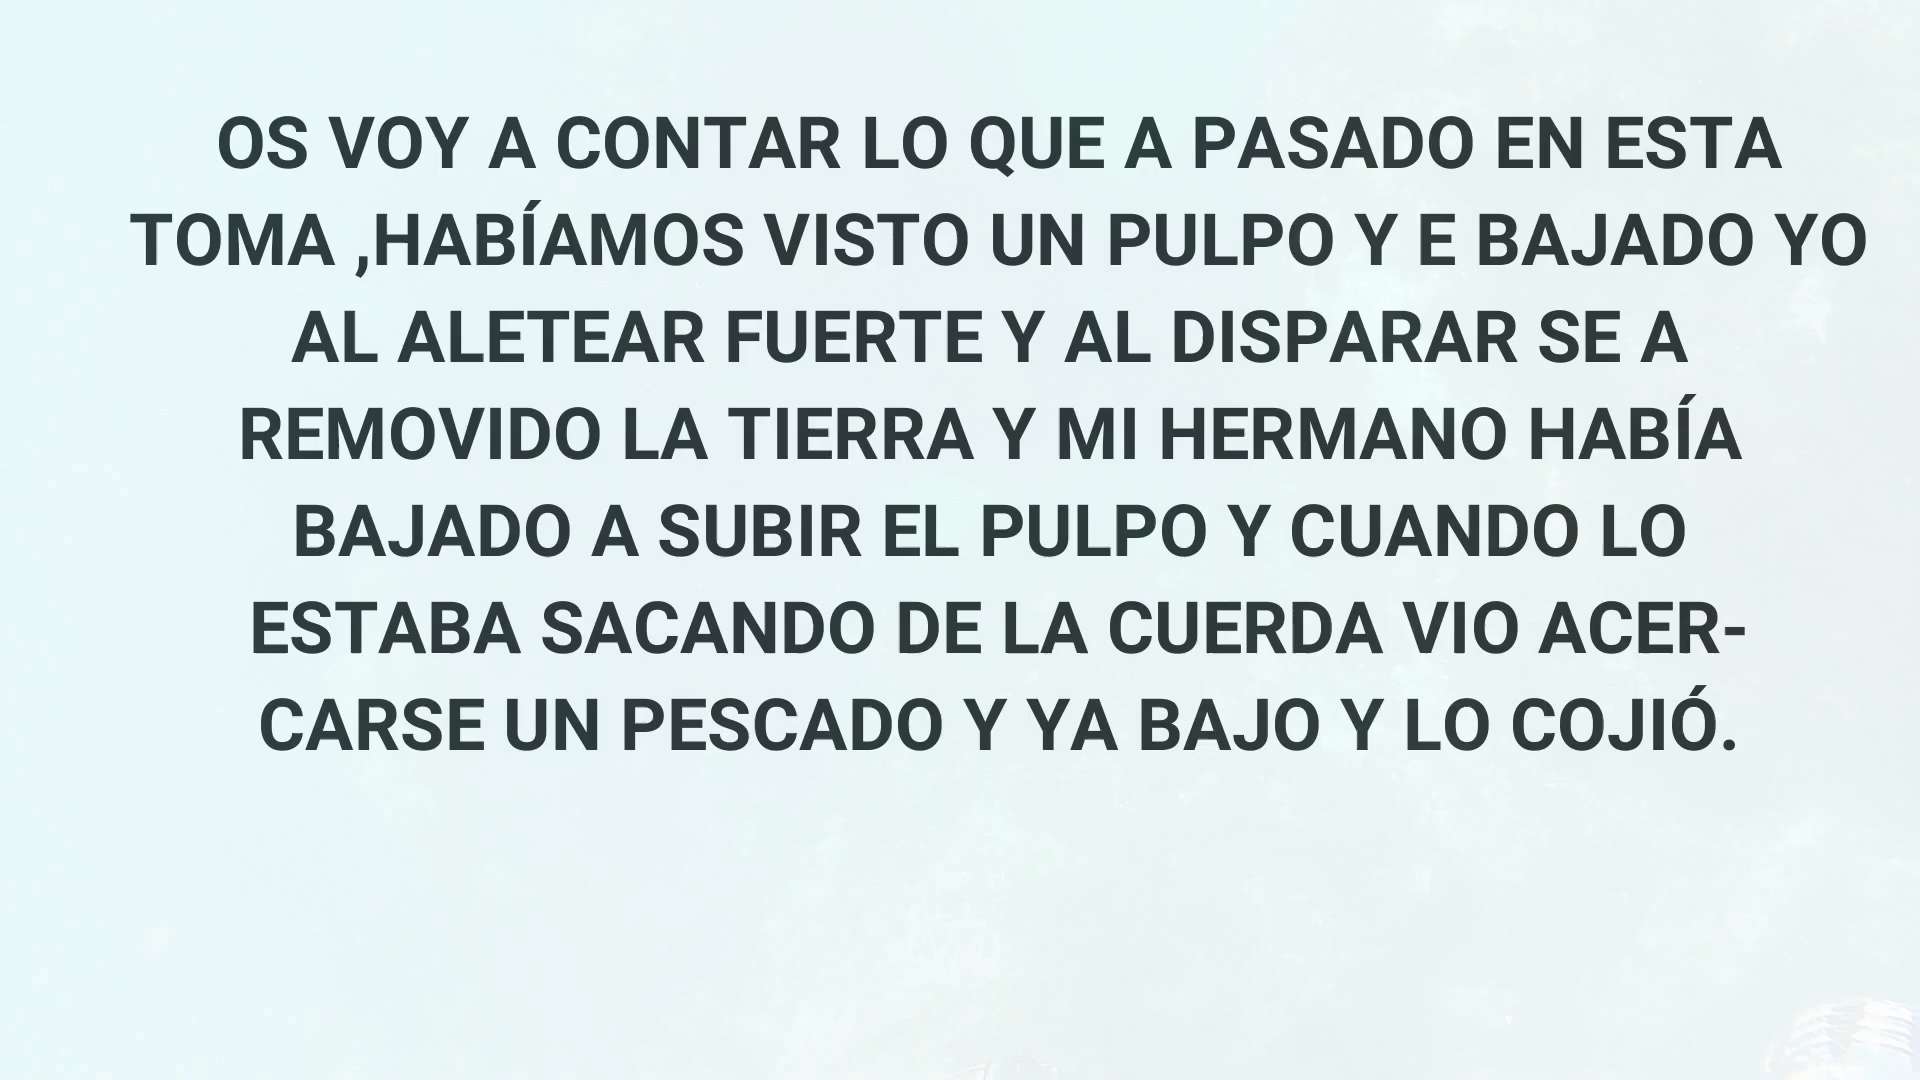 OS VOY A CONTAR LO QUE A PASADO EN ESTA
TOMA ,HABÍAMOS VISTO UN PULPO Y E BAJADO YO
AL ALETEAR FUERTE Y AL DISPARAR SE A
REMOVIDO LA TIERRA Y MI HERMANO HABÍA
BAJADO A SUBIR EL PULPO Y CUANDO LO
ESTABA SACANDO DE LA CUERDA VIO ACER-
CARSE UN PESCADO Y YA BAJO Y LO COJIÓ.